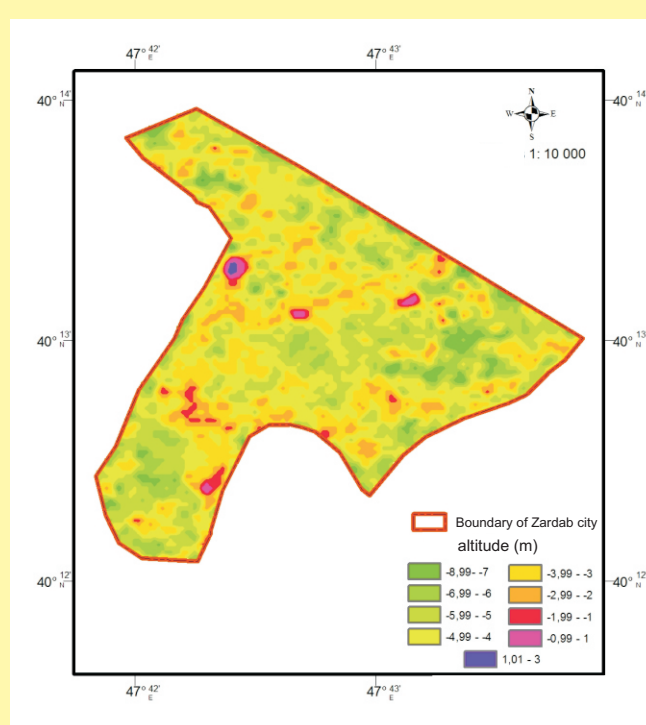 47° 42' E
47° 43' E
40° 14' N
40° 14' N
N
W E
S
1: 10 000
40° 13' N
40° 13' N
Boundary of Zardab city
altitude (m)
-8,99- -7
-3,99 - -3
-6,99 - -6
-2,99 - -2
-5,99 - -5
-1,99 - -1
-4,99 - -4
-0,99 - 1
1,01 - 3
40° 12' N
40° 12' N
47° 42' E
47° 43' E